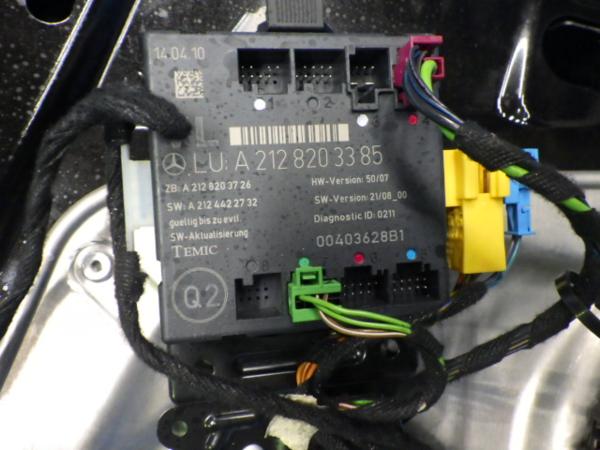 14.04.10
1 2
L
LU: A 212 820 33 85
ZB: A 212 820 37 26
HW-Version: 50/07
SW: A 212 442 27 32
SW-Version: 21/08_00
gueltig bis zu evtl.
Diagnostic ID: 0211
SW-Aktualisierung
TEMIC
00403628B1
Q2